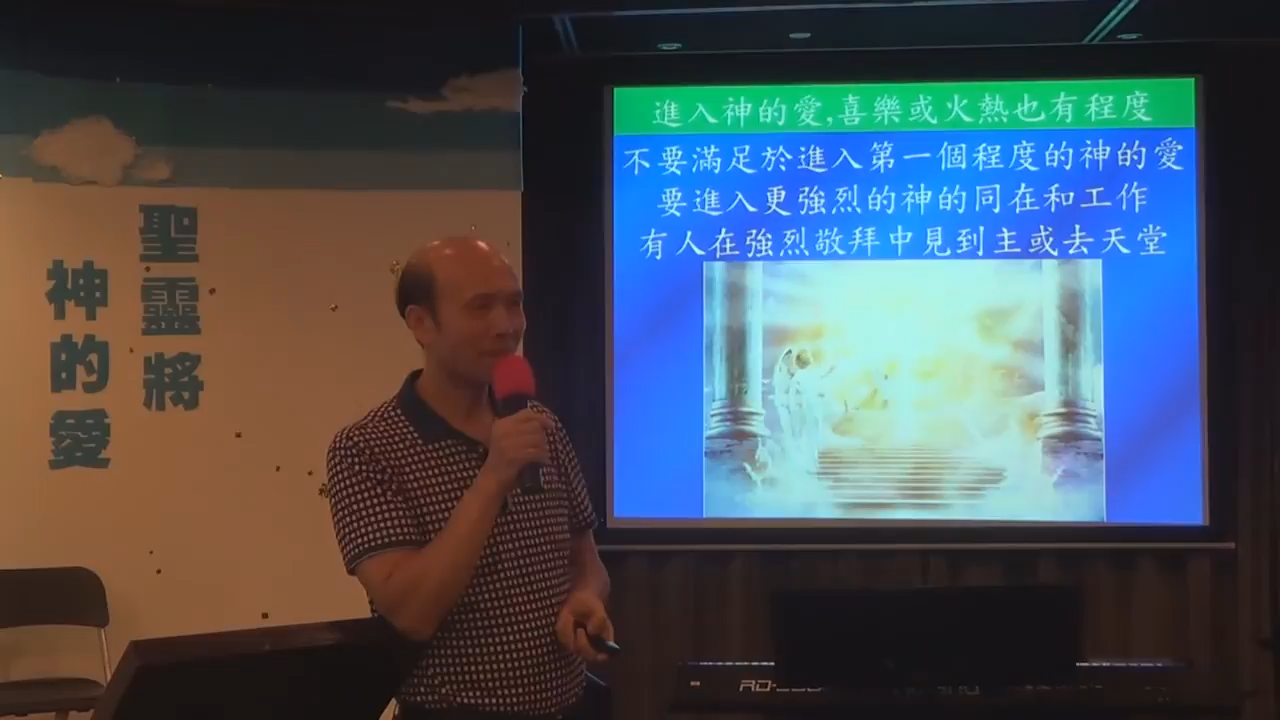 聖靈將
神的愛
進入神的愛,喜樂或火熱也有程度
不要滿足於進入第一個程度的神的愛
要進入更強烈的神的同在和工作
有人在強烈敬拜中見到主或去天堂